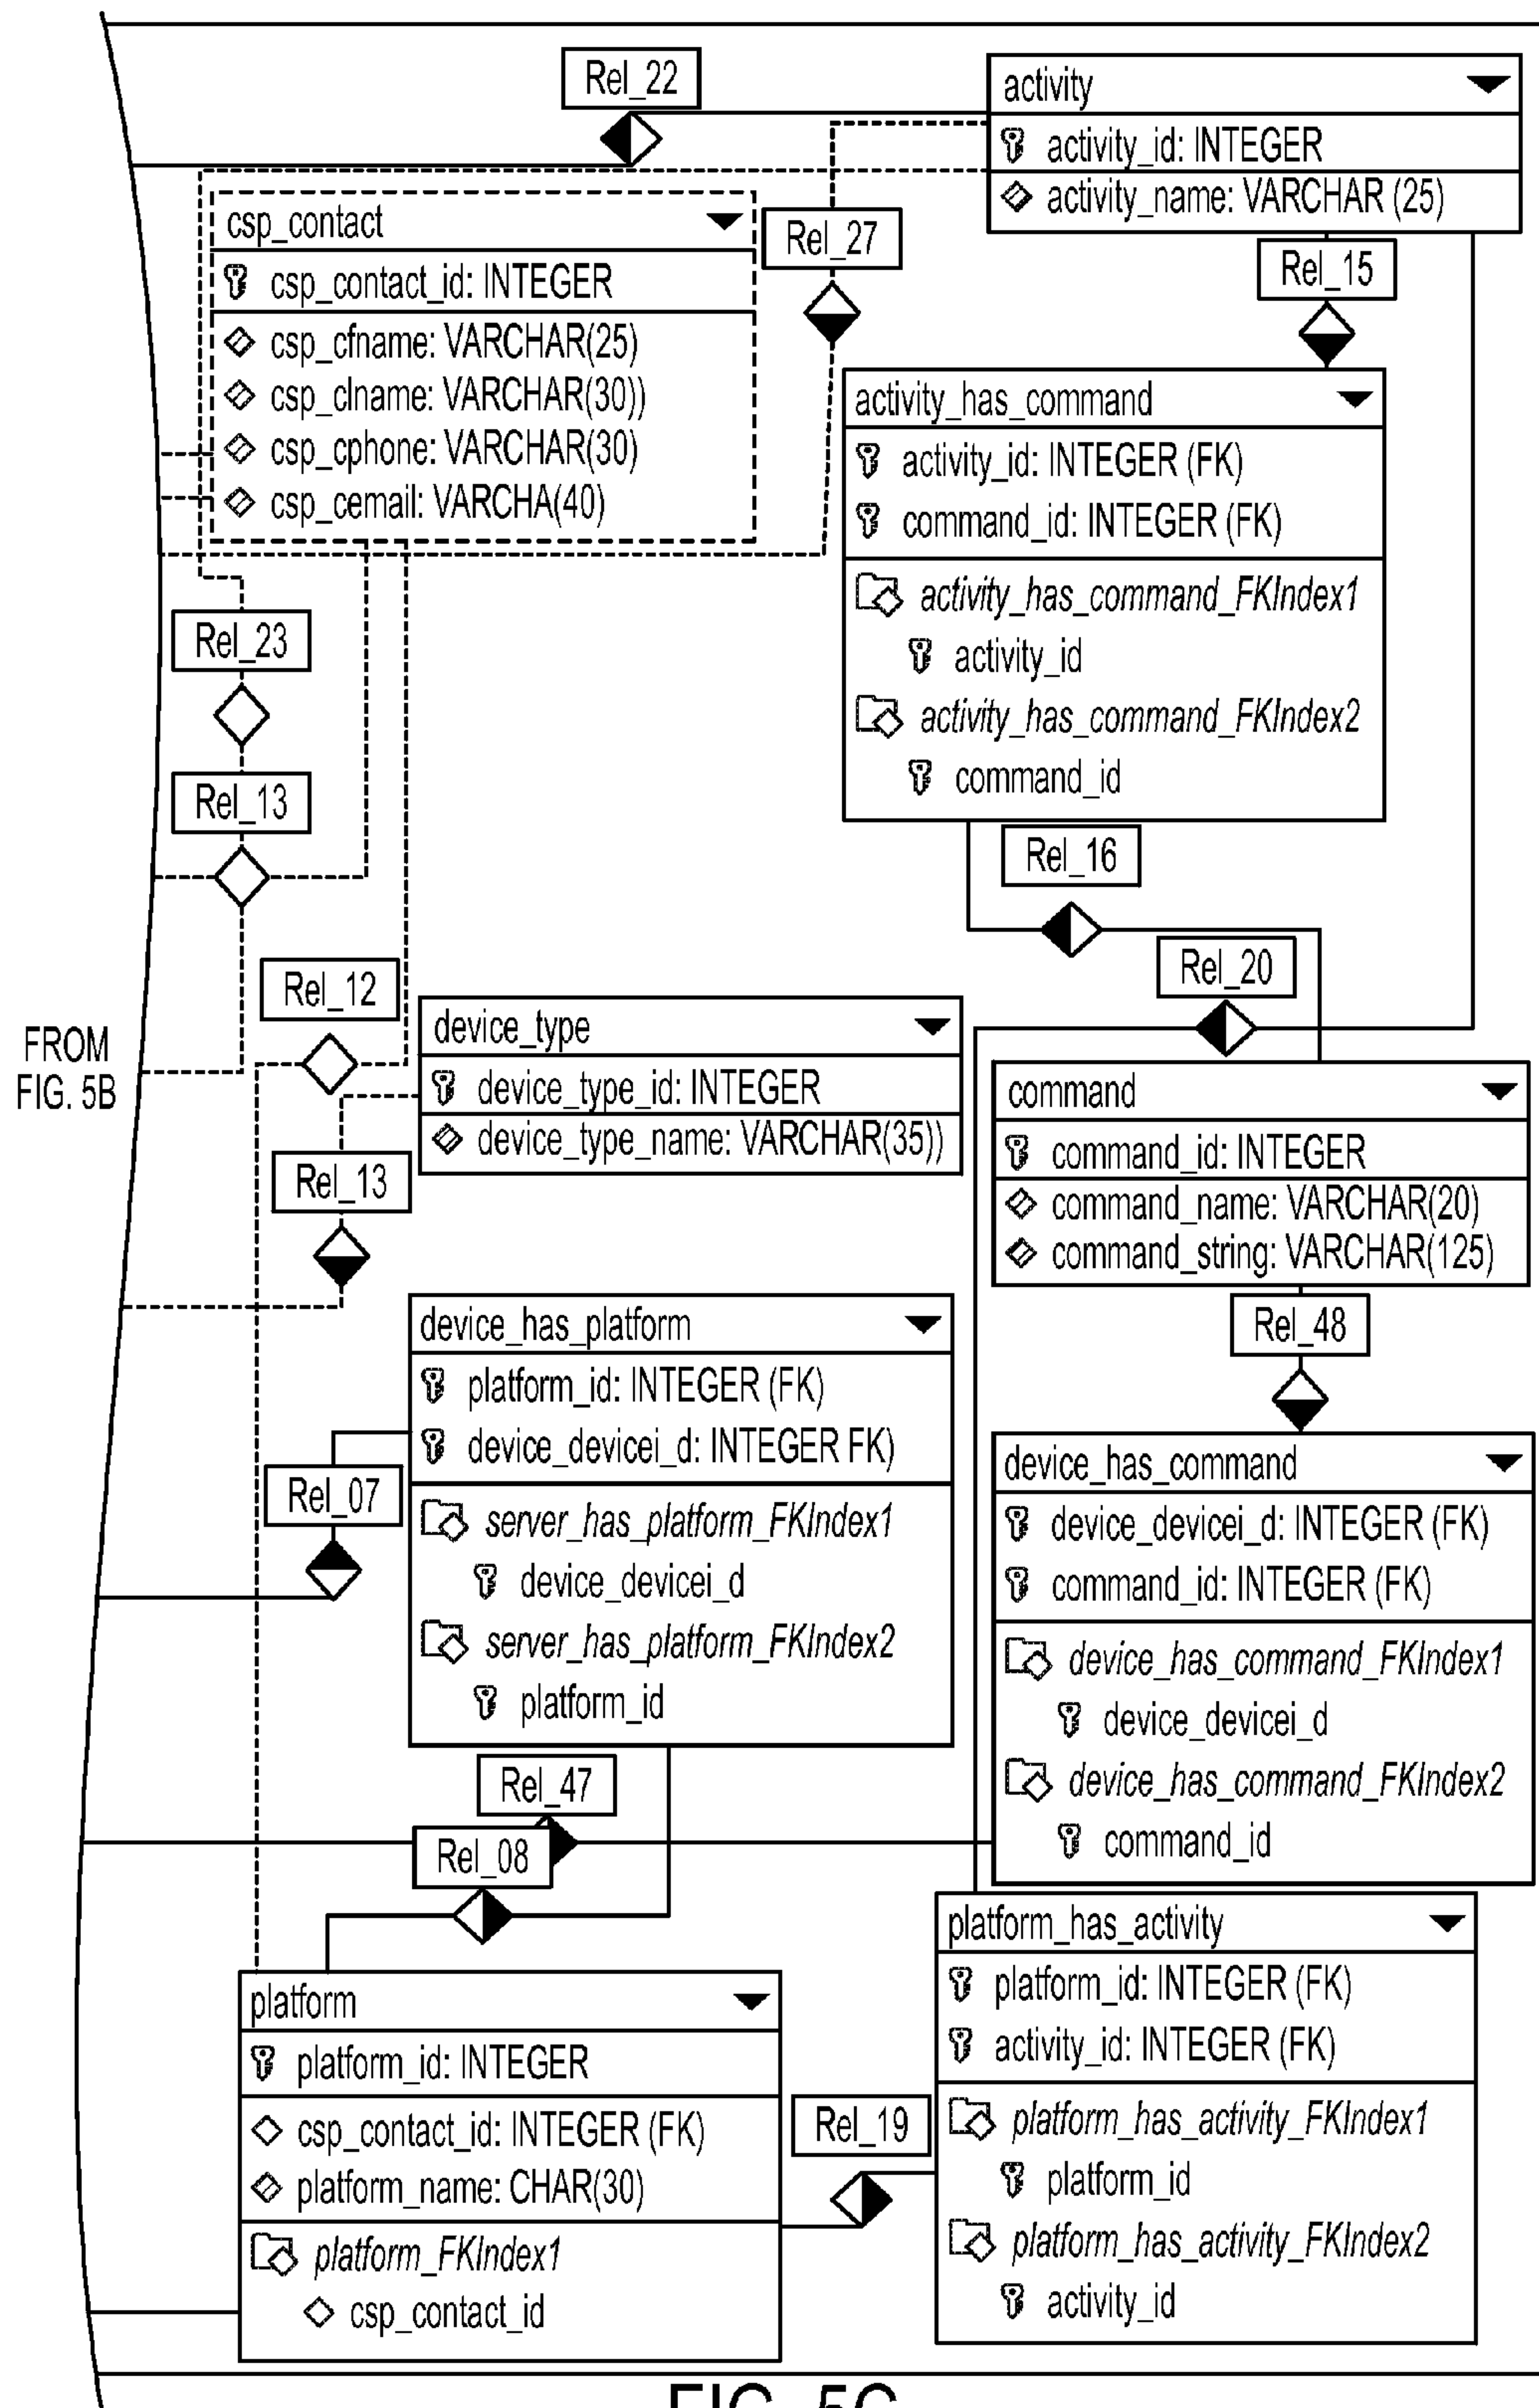 Rel_22
activity
activity_id: INTEGER
activity_name: VARCHAR (25)
csp_contact
csp_contact_id: INTEGER
csp_cfname: VARCHAR(25)
csp_clname: VARCHAR(30))
csp_cphone: VARCHAR(30)
csp_cemail: VARCHA(40)
Rel_27
Rel_15
activity_has_command
activity_id: INTEGER (FK)
command_id: INTEGER (FK)
activity_has_command_FKIndex1
activity_id
activity_has_command_FKIndex2
command_id
Rel_23
Rel_13
Rel_16
Rel_20
Rel_12
FROM
FIG. 5B
device_type
device_type_id: INTEGER
device_type_name: VARCHAR(35))
Rel_13
command
command_id: INTEGER
command_name: VARCHAR(20)
command_string: VARCHAR(125)
Rel_48
device_has_platform
platform_id: INTEGER (FK)
device_devicei_d: INTEGER FK)
server_has_platform_FKIndex1
device_devicei_d
server_has_platform_FKIndex2
platform_id
Rel_07
device_has_command
device_devicei_d: INTEGER (FK)
command_id: INTEGER (FK)
device_has_command_FKIndex1
device_devicei_d
device_has_command_FKIndex2
command_id
Rel_47
Rel_08
platform
platform_id: INTEGER
csp_contact_id: INTEGER (FK)
platform_name: CHAR(30)
platform_FKIndex1
csp_contact_id
Rel_19
platform_has_activity
platform_id: INTEGER (FK)
activity_id: INTEGER (FK)
platform_has_activity_FKIndex1
platform_id
platform_has_activity_FKIndex2
activity_id
FIG. 5C